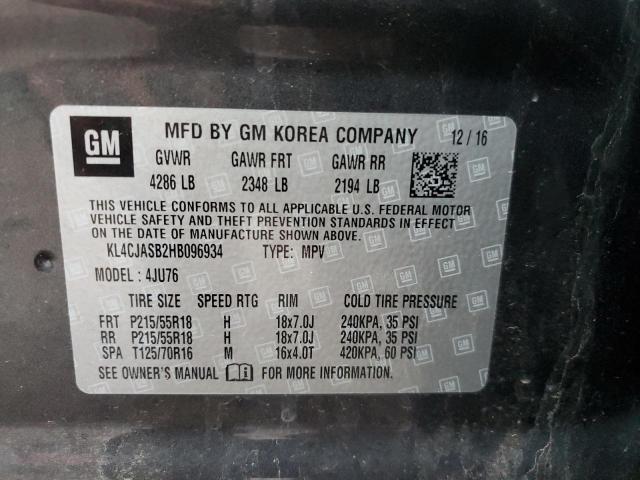 GM MFD BY GM KOREA COMPANY 12 / 16
GVWR GAWR FRT GAWR RR
4286 LB 2348 LB 2194 LB
THIS VEHICLE CONFORMS TO ALL APPLICABLE U.S. FEDERAL MOTOR
VEHICLE SAFETY AND THEFT PREVENTION STANDARDS IN EFFECT
ON THE DATE OF MANUFACTURE SHOWN ABOVE.
KL4CJASB2HB096934 TYPE: MPV
MODEL : 4JU76
TIRE SIZE SPEED RTG RIM COLD TIRE PRESSURE
FRT P215/55R18 H 18x7.0J 240KPA, 35 PSI
RR P215/55R18 H 18x7.0J 240KPA, 35 PSI
SPA T125/70R16 M 16x4.0T 420KPA, 60 PSI
SEE OWNER'S MANUAL FOR MORE INFORMATION.